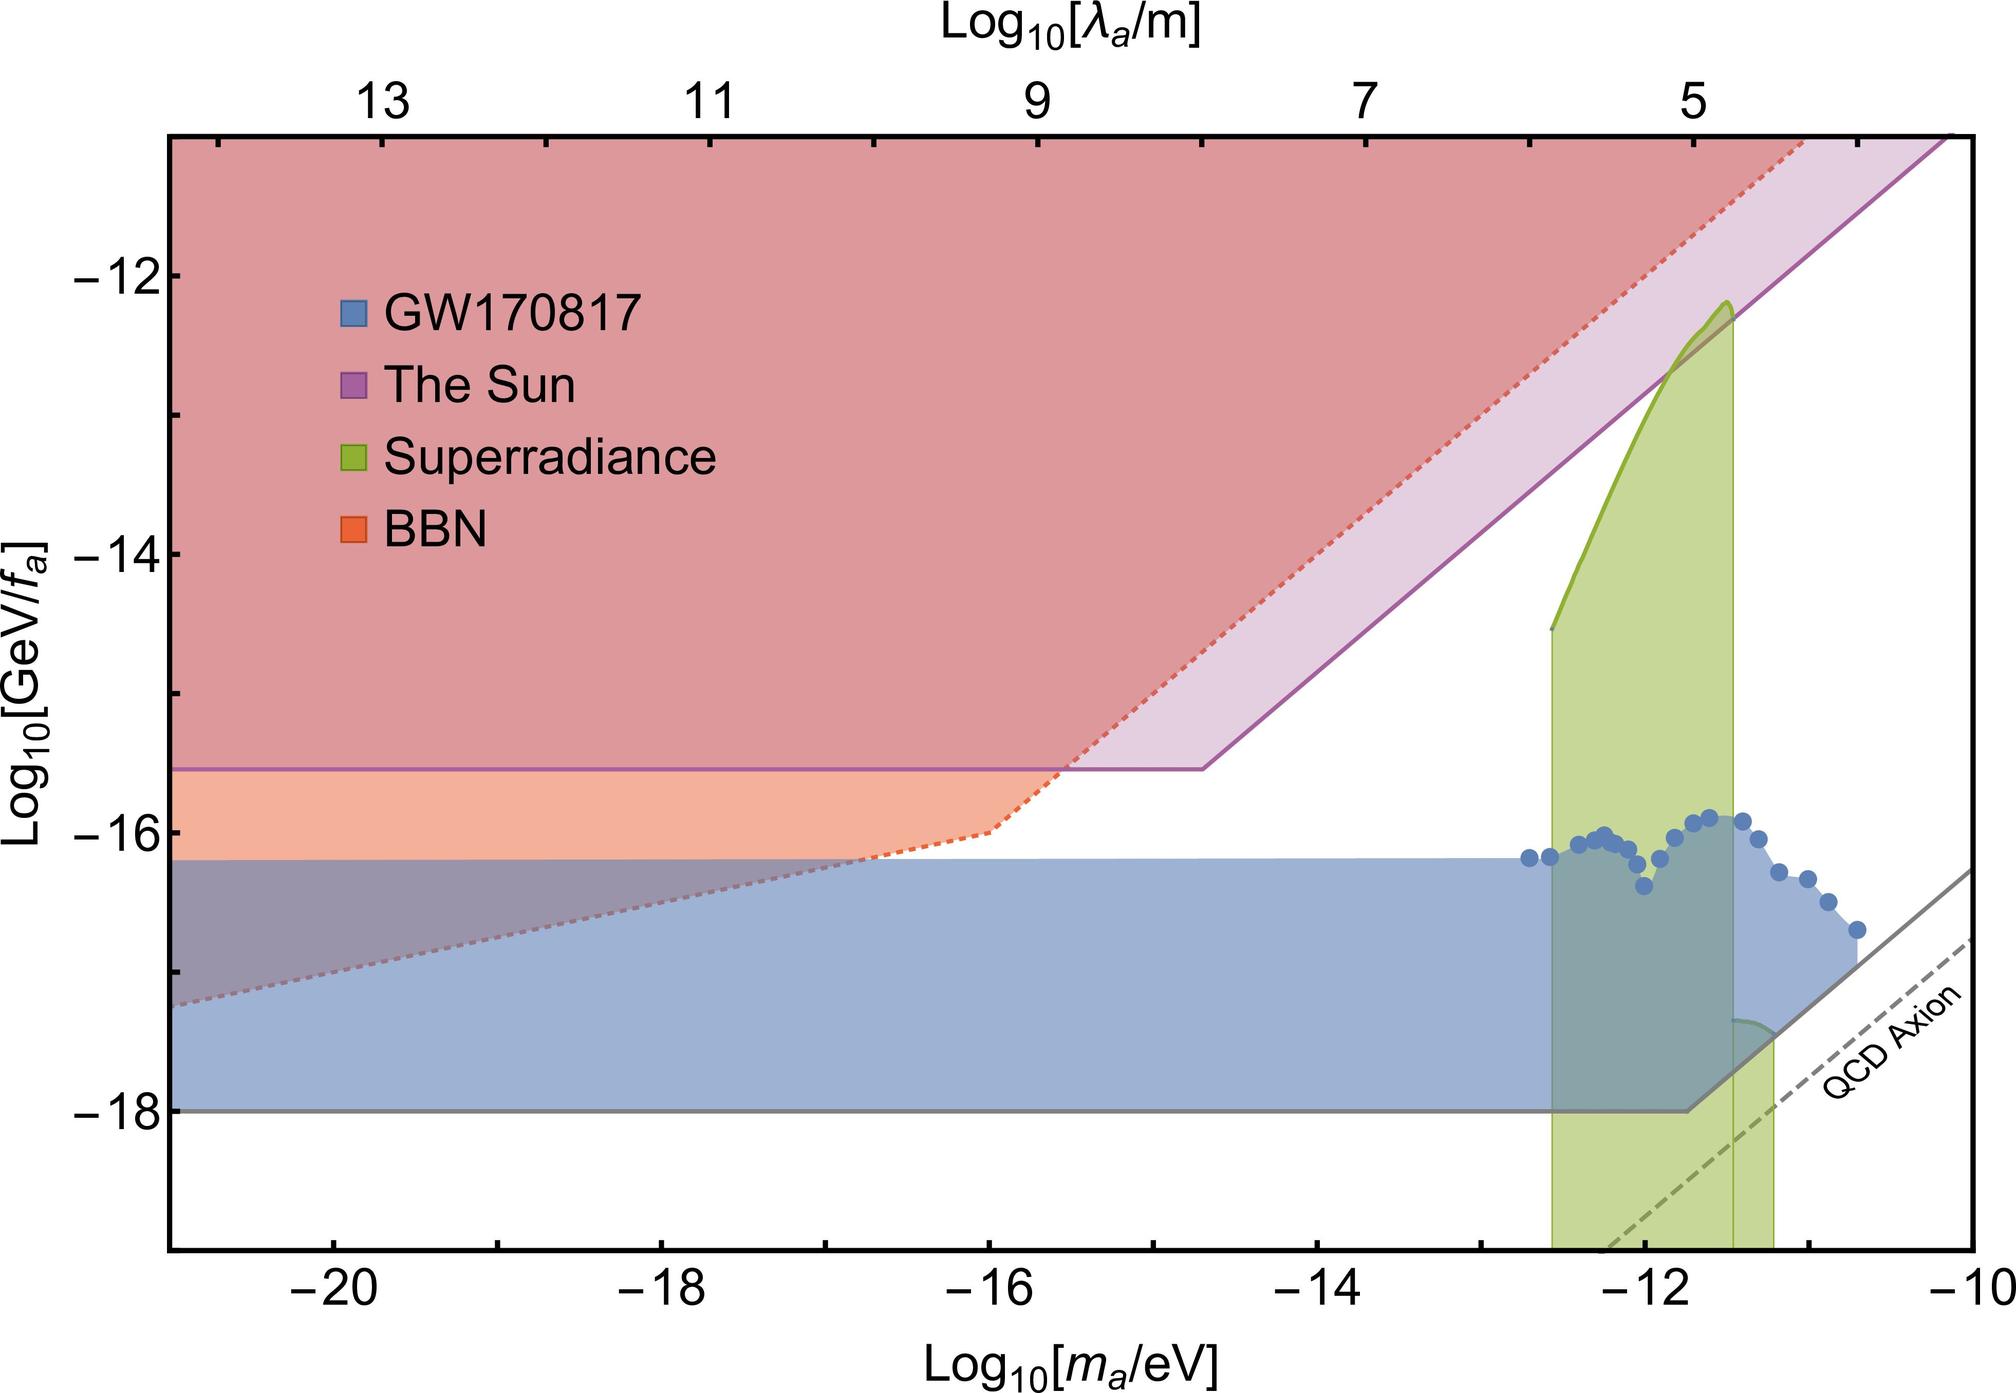 Log₁₀[λₐ/m]
13 11 9 7 5
−12
GW170817
The Sun
Superradiance
BBN
−14
Log₁₀[GeV/fₐ]
−16
−18
QCD Axion
−20 −18 −16 −14 −12 −10
Log₁₀[mₐ/eV]